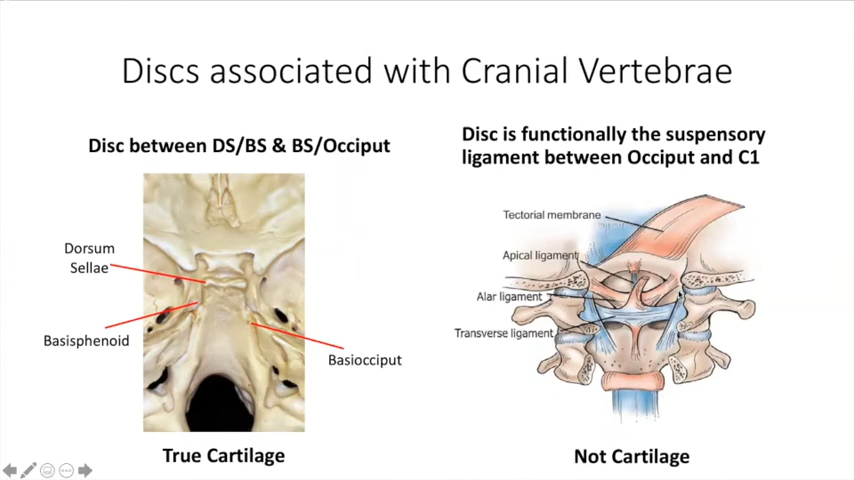 Discs associated with Cranial Vertebrae
Disc between DS/BS & BS/Occiput
Dorsum
Sellae
Basisphenoid
Basiocciput
True Cartilage
Disc is functionally the suspensory
ligament between Occiput and C1
Tectorial membrane
Apical ligament
Alar ligament
Transverse ligament
Not Cartilage